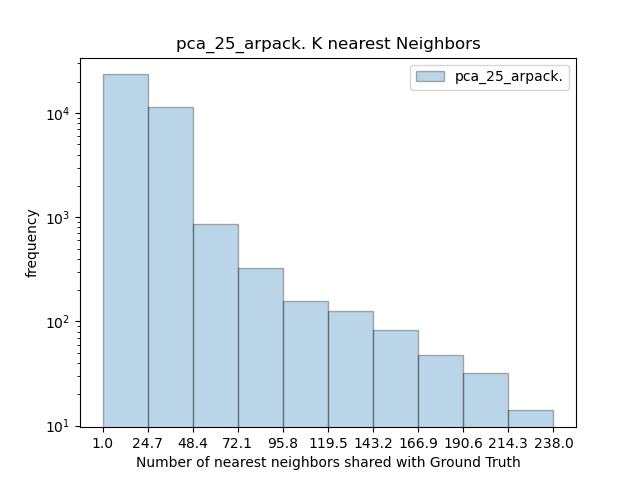 pca_25_arpack. K nearest Neighbors
pca_25_arpack.
frequency
10⁴
10³
10²
10¹
1.0 24.7 48.4 72.1 95.8 119.5 143.2 166.9 190.6 214.3 238.0
Number of nearest neighbors shared with Ground Truth